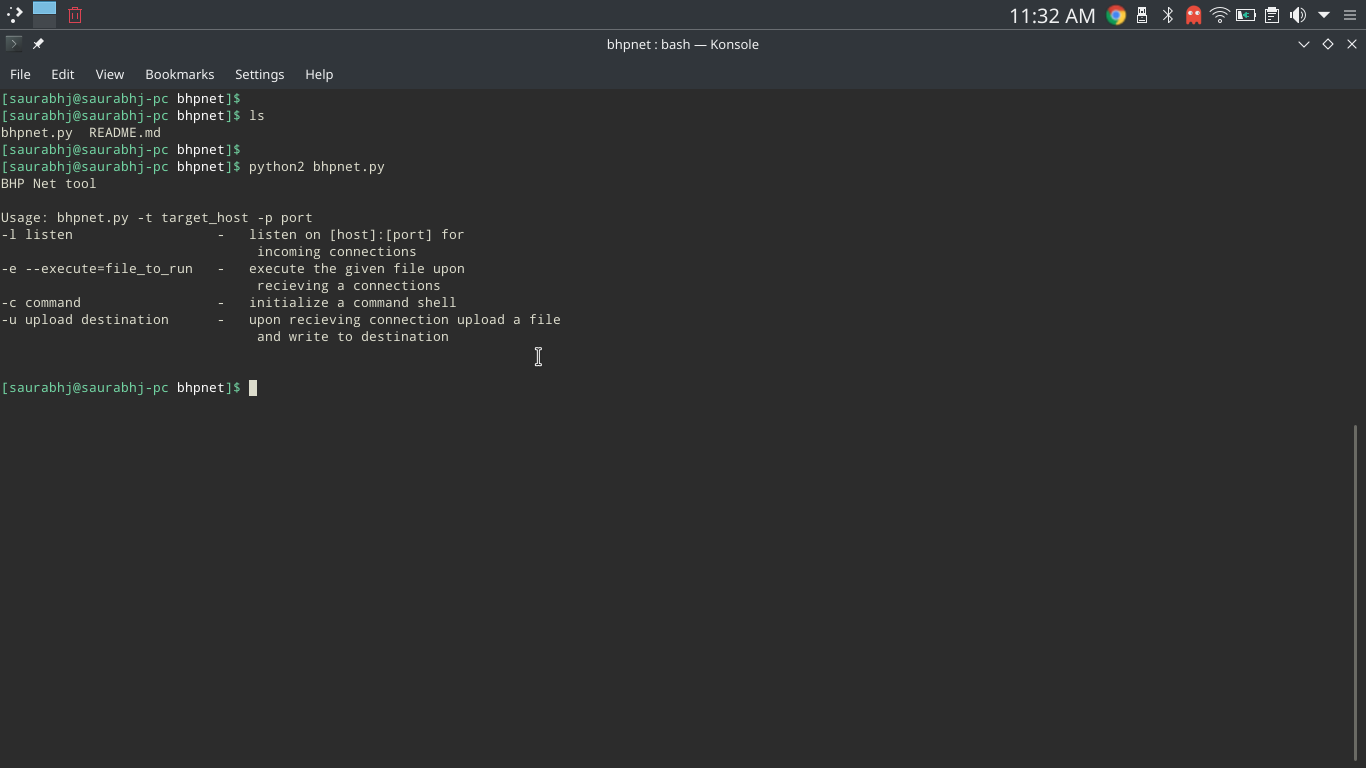 11:32 AM
bhpnet : bash — Konsole
File Edit View Bookmarks Settings Help
[saurabhj@saurabhj-pc bhpnet]$
[saurabhj@saurabhj-pc bhpnet]$ ls
bhpnet.py  README.md
[saurabhj@saurabhj-pc bhpnet]$
[saurabhj@saurabhj-pc bhpnet]$ python2 bhpnet.py
BHP Net tool
Usage: bhpnet.py -t target_host -p port
-l listen                  -   listen on [host]:[port] for
                                incoming connections
-e --execute=file_to_run   -   execute the given file upon
                                recieving a connections
-c command                 -   initialize a command shell
-u upload destination      -   upon recieving connection upload a file
                                and write to destination
[saurabhj@saurabhj-pc bhpnet]$